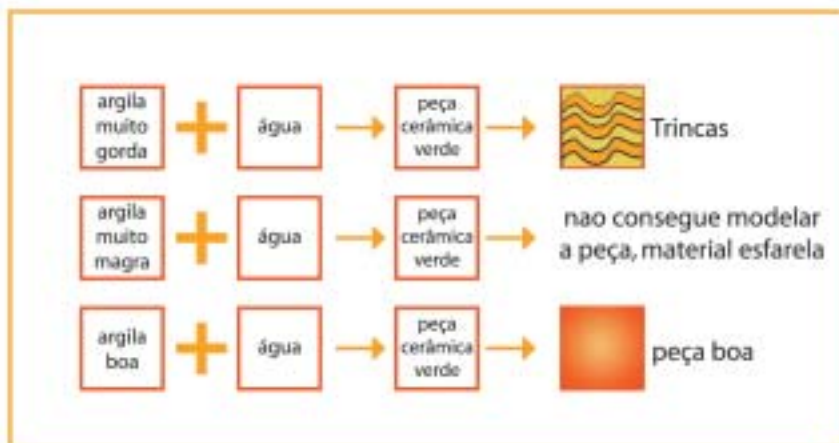 argila
muito
gorda
água
peça
cerâmica
verde
Trincas
argila
muito
magra
água
peça
cerâmica
verde
nao consegue modelar
a peça, material esfarela
argila
boa
água
peça
cerâmica
verde
peça boa